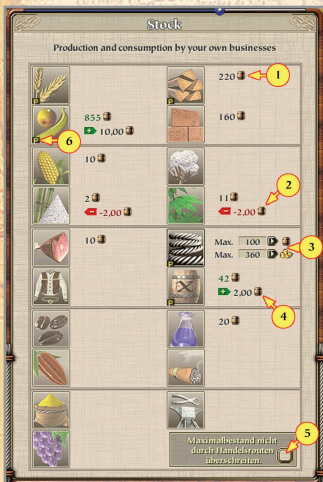 Stock
Production and consumption by your own businesses
220 1
P
855 160
6 P + 10,00
10
2 11 2
- -2,00 - -2,00
10 Max. 100 3
P Max. 360
42
P + 2,00 4
20
Maximalbestand nicht
durch Handelsrouten 5
überschreiten.